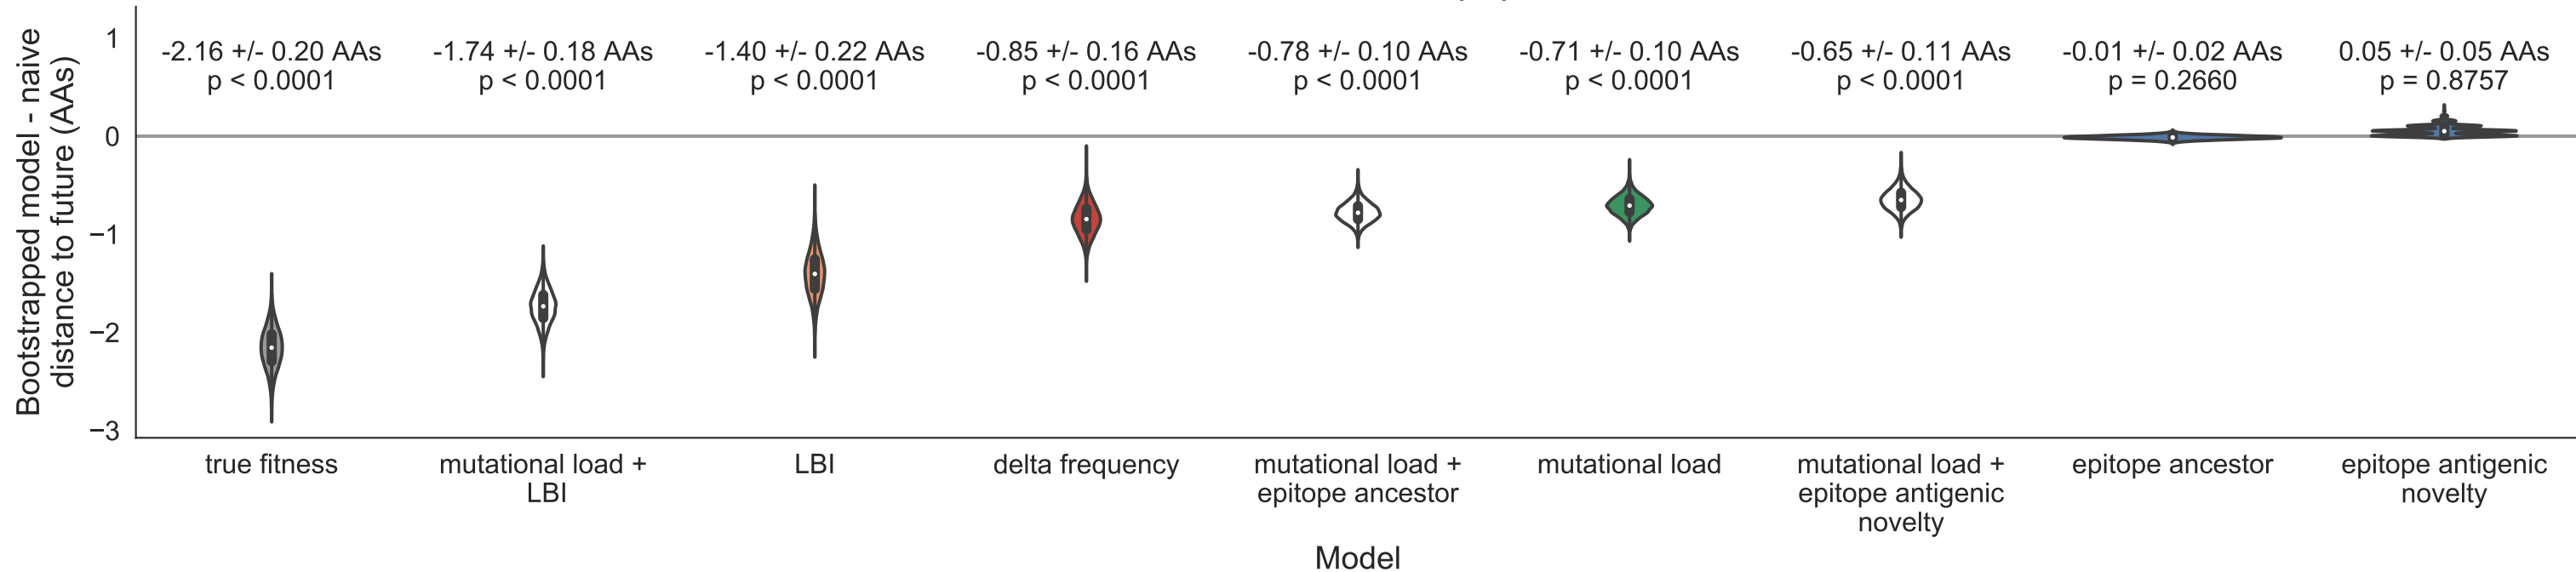 Bootstrapped model - naive
distance to future (AAs)
1
0
−1
−2
−3
-2.16 +/- 0.20 AAs
p < 0.0001
-1.74 +/- 0.18 AAs
p < 0.0001
-1.40 +/- 0.22 AAs
p < 0.0001
-0.85 +/- 0.16 AAs
p < 0.0001
-0.78 +/- 0.10 AAs
p < 0.0001
-0.71 +/- 0.10 AAs
p < 0.0001
-0.65 +/- 0.11 AAs
p < 0.0001
-0.01 +/- 0.02 AAs
p = 0.2660
0.05 +/- 0.05 AAs
p = 0.8757
true fitness
mutational load +
LBI
LBI
delta frequency
mutational load +
epitope ancestor
mutational load
mutational load +
epitope antigenic
novelty
epitope ancestor
epitope antigenic
novelty
Model